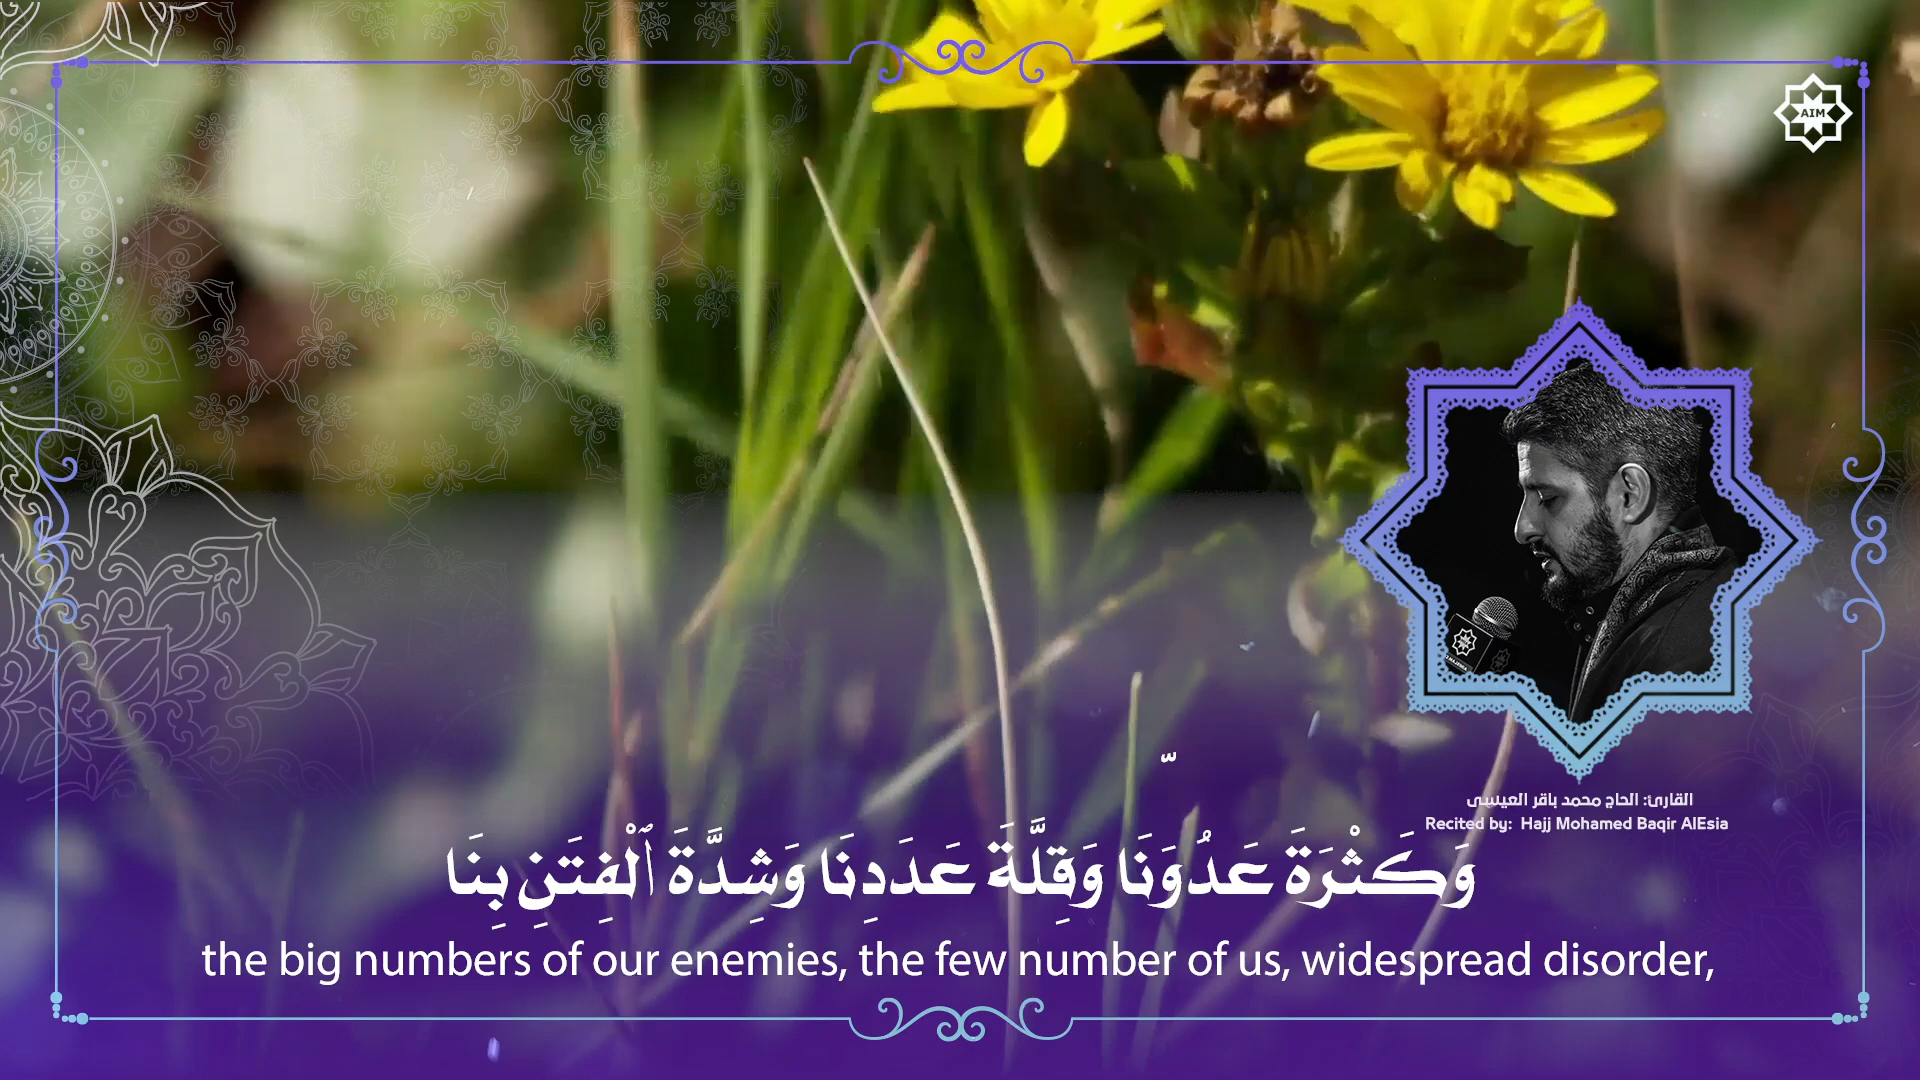 AIM
القارئ: الحاج محمد باقر العيسى
Recited by: Hajj Mohamed Baqir AlEsia
وَكَثْرَةَ عَدُوِّنَا وَقِلَّةَ عَدَدِنَا وَشِدَّةَ ٱلْفِتَنِ بِنَا
the big numbers of our enemies, the few number of us, widespread disorder,